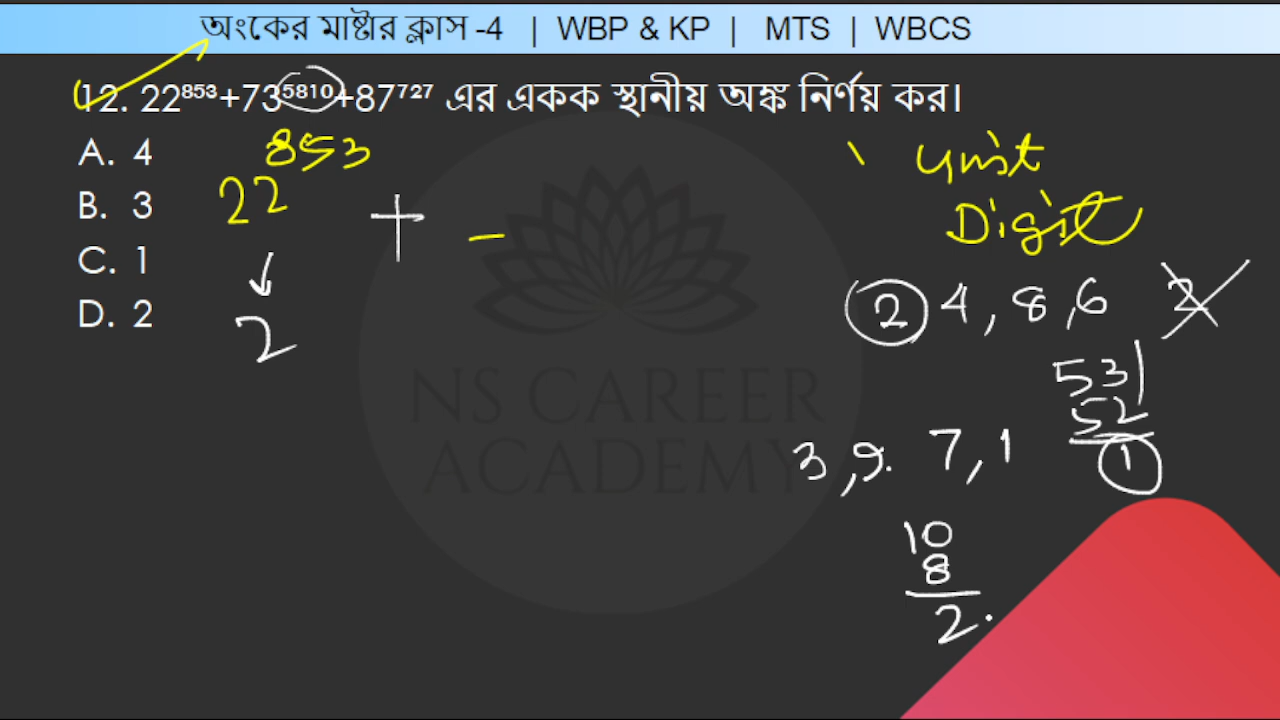 অংকের মাষ্টার ক্লাস -4 | WBP & KP | MTS | WBCS
12. 22⁸⁵³+73⁵⁸¹⁰+87⁷²⁷ এর একক স্থানীয় অঙ্ক নির্ণয় কর।
A. 4
B. 3
C. 1
D. 2
853
22 + -
2
unit
Digit
2 4, 8, 6 2
53
52
1
3, 9. 7, 1
10
8
2.
NS CAREER
ACADEMY